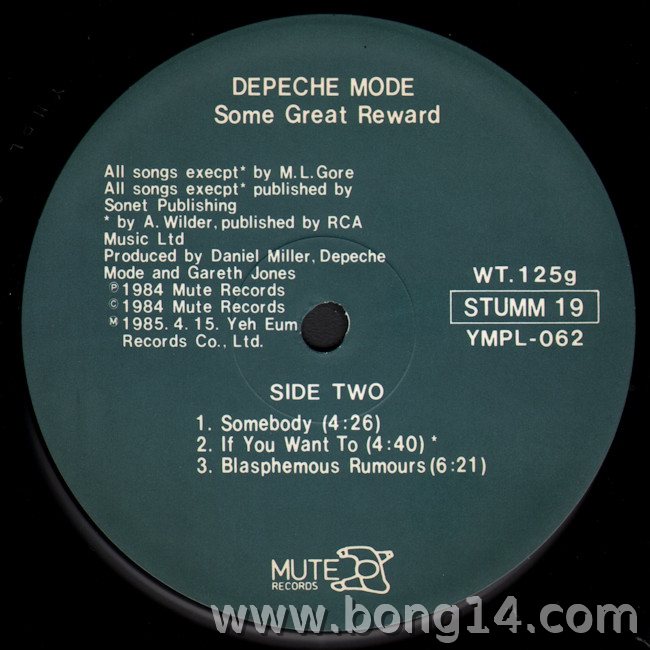 DEPECHE MODE
Some Great Reward
All songs execpt* by M.L.Gore
All songs execpt* published by
Sonet Publishing
* by A. Wilder, published by RCA
Music Ltd
Produced by Daniel Miller, Depeche
Mode and Gareth Jones
Ⓟ1984 Mute Records
©1984 Mute Records
Ⓜ1985. 4. 15. Yeh Eum
Records Co., Ltd.
WT. 125g
STUMM 19
YMPL-062
SIDE TWO
1. Somebody (4:26)
2. If You Want To (4:40) *
3. Blasphemous Rumours (6:21)
MUTE
RECORDS
www.bong14.com